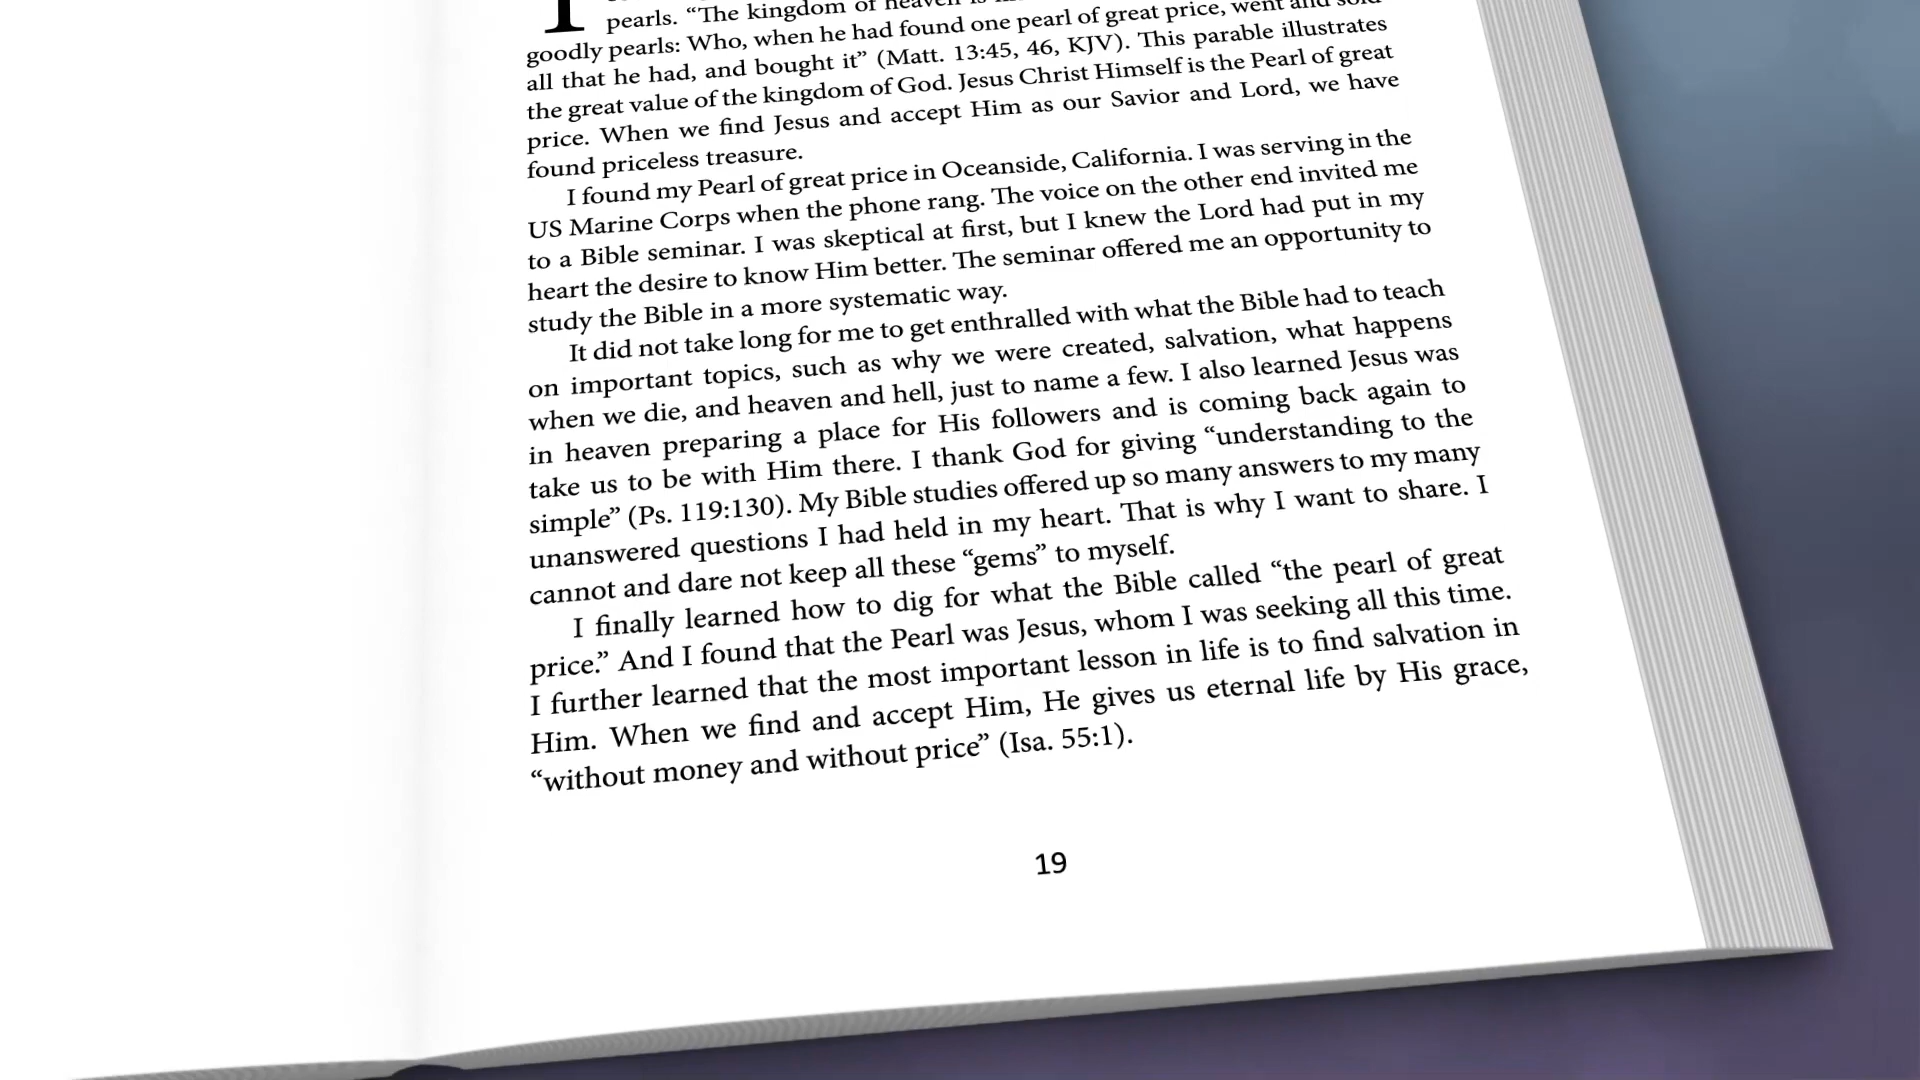 pearls. “The kingdom of heaven is
goodly pearls: Who, when he had found one pearl of great price, went and sold
all that he had, and bought it” (Matt. 13:45, 46, KJV). This parable illustrates
the great value of the kingdom of God. Jesus Christ Himself is the Pearl of great
price. When we find Jesus and accept Him as our Savior and Lord, we have
found priceless treasure.
I found my Pearl of great price in Oceanside, California. I was serving in the
US Marine Corps when the phone rang. The voice on the other end invited me
to a Bible seminar. I was skeptical at first, but I knew the Lord had put in my
heart the desire to know Him better. The seminar offered me an opportunity to
study the Bible in a more systematic way.
It did not take long for me to get enthralled with what the Bible had to teach
on important topics, such as why we were created, salvation, what happens
when we die, and heaven and hell, just to name a few. I also learned Jesus was
in heaven preparing a place for His followers and is coming back again to
take us to be with Him there. I thank God for giving “understanding to the
simple” (Ps. 119:130). My Bible studies offered up so many answers to my many
unanswered questions I had held in my heart. That is why I want to share. I
cannot and dare not keep all these “gems” to myself.
I finally learned how to dig for what the Bible called “the pearl of great
price.” And I found that the Pearl was Jesus, whom I was seeking all this time.
I further learned that the most important lesson in life is to find salvation in
Him. When we find and accept Him, He gives us eternal life by His grace,
“without money and without price” (Isa. 55:1).
19